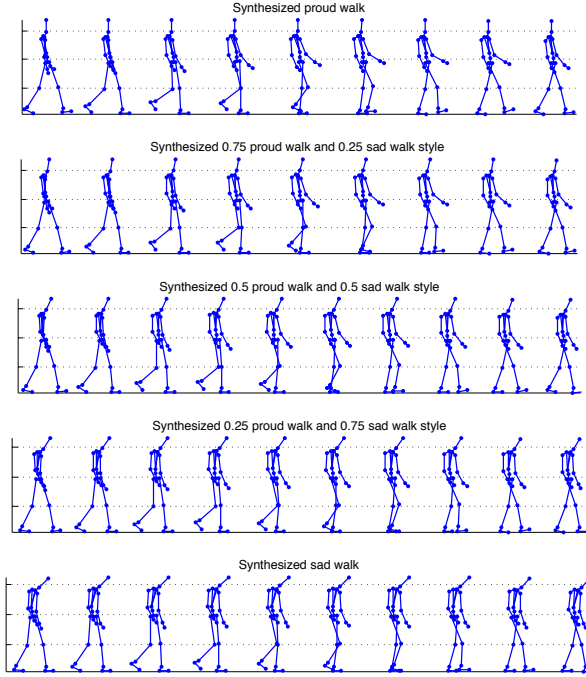 Synthesized proud walk
Synthesized 0.75 proud walk and 0.25 sad walk style
Synthesized 0.5 proud walk and 0.5 sad walk style
Synthesized 0.25 proud walk and 0.75 sad walk style
Synthesized sad walk